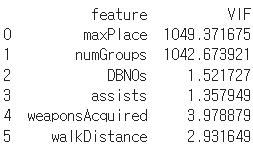 feature VIF
0 maxPlace 1049.371675
1 numGroups 1042.673921
2 DBNOs 1.521727
3 assists 1.357949
4 weaponsAcquired 3.978879
5 walkDistance 2.931649